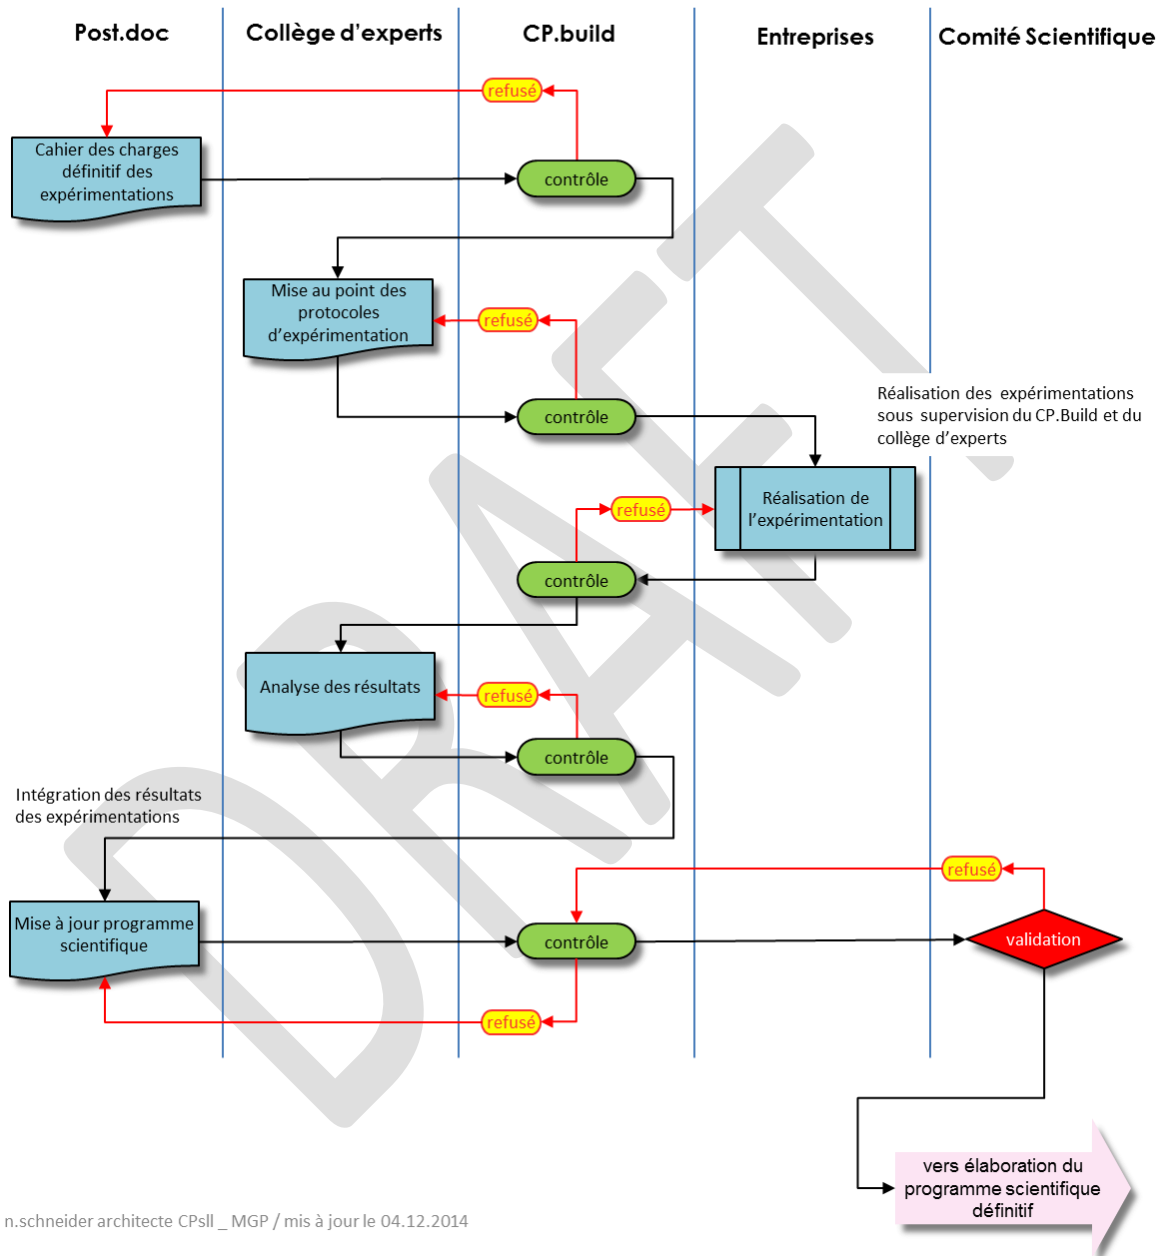 Post.doc
Collège d’experts
CP.build
Entreprises
Comité Scientifique
refusé
Cahier des charges
définitif des
expérimentations
contrôle
Mise au point des
protocoles
d’expérimentation
refusé
contrôle
Réalisation des expérimentations
sous supervision du CP.Build et du
collège d’experts
Réalisation de
l’expérimentation
refusé
contrôle
Analyse des résultats
refusé
contrôle
Intégration des résultats
des expérimentations
refusé
Mise à jour programme
scientifique
contrôle
validation
refusé
vers élaboration du
programme scientifique
définitif
n.schneider architecte CPsll _ MGP / mis à jour le 04.12.2014
DRAFT